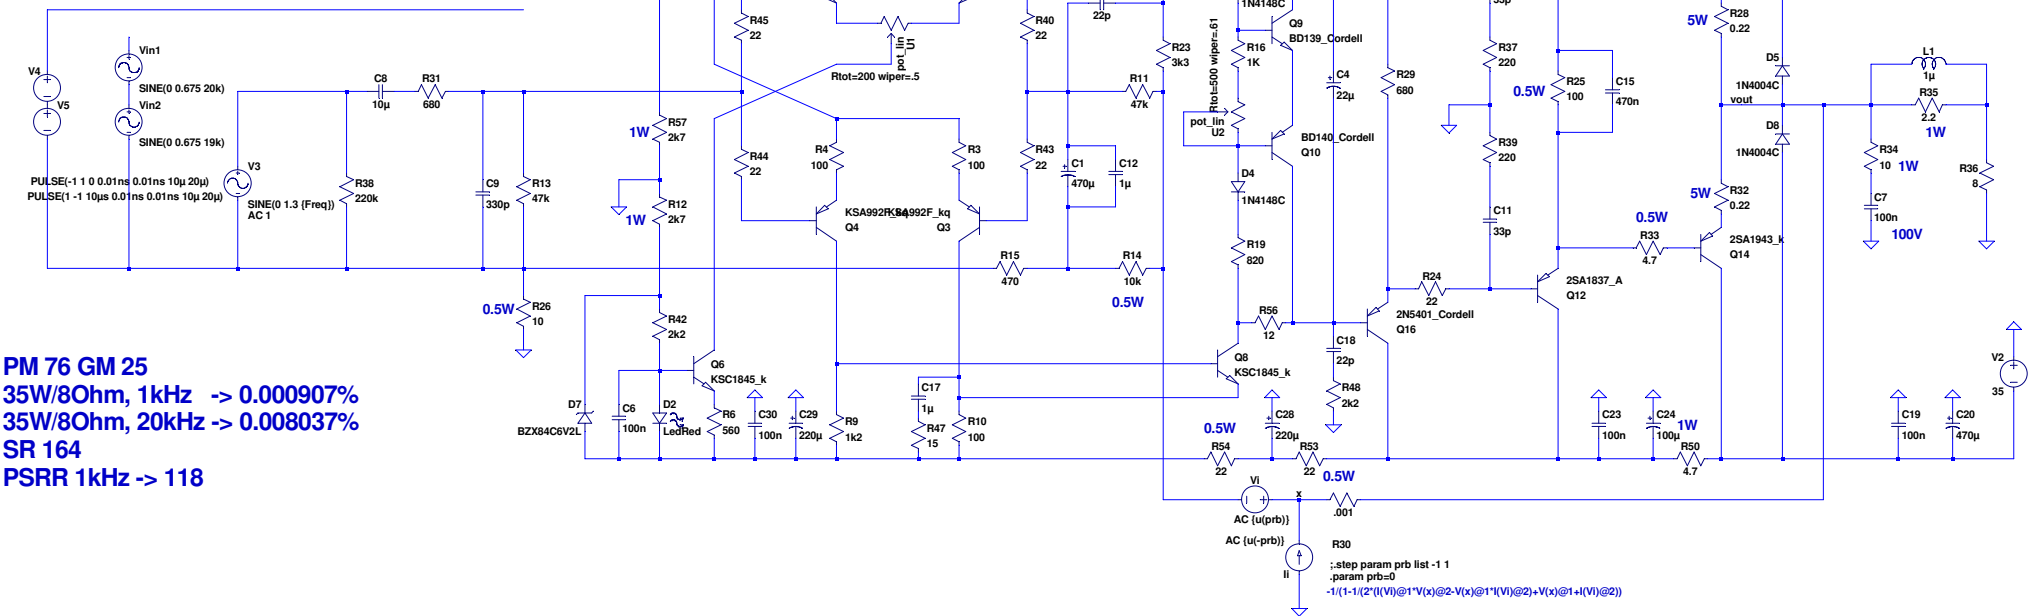 R45
22
pot_lin
U1
Rtot=200 wiper=.5
R40
22
22p
R23
3k3
R11
47k
1N4148C
Q9
BD139_Cordell
Rtot=500 wiper=.61
R16
1K
pot_lin
U2
C4
22µ
BD140_Cordell
Q10
R29
680
33p
R37
220
R39
220
C11
33p
0.5W
R25
100
C15
470n
5W
R28
0.22
D5
1N4004C
vout
D8
1N4004C
L1
1µ
R35
2.2
1W
R34
10
1W
C7
100n
100V
R36
8
V4
V5
Vin1
SINE(0 0.675 20k)
Vin2
SINE(0 0.675 19k)
PULSE(-1 1 0 0.01ns 0.01ns 10µ 20µ)
PULSE(1 -1 10µs 0.01ns 0.01ns 10µ 20µ)
V3
SINE(0 1.3 {Freq})
AC 1
C8
10µ
R31
680
R38
220k
C9
330p
R13
47k
1W
R57
2k7
1W
R12
2k7
R44
22
R4
100
R3
100
R43
22
C1
470µ
C12
1µ
KSA992F_kq
Q4
KSA992F_kq
Q3
R15
470
R14
10k
0.5W
D4
1N4148C
R19
820
R56
12
5W
R32
0.22
0.5W
R33
4.7
2SA1943_k
Q14
2SA1837_A
Q12
R24
22
2N5401_Cordell
Q16
0.5W
R26
10
R42
2k2
Q6
KSC1845_k
D7
BZX84C6V2L
C6
100n
D2
LedRed
R6
560
C30
100n
C29
220µ
R9
1k2
C17
1µ
R47
15
R10
100
Q8
KSC1845_k
C18
22p
R48
2k2
C28
220µ
0.5W
R54
22
R53
22
0.5W
C23
100n
C24
100µ
1W
R50
4.7
C19
100n
C20
470µ
V2
35
PM 76 GM 25
35W/8Ohm, 1kHz -> 0.000907%
35W/8Ohm, 20kHz -> 0.008037%
SR 164
PSRR 1kHz -> 118
Vi
AC {u(prb)}
x
.001
R30
AC {u(-prb)}
Ii
;.step param prb list -1 1
.param prb=0
-1/(1-1/(2*(I(Vi)@1*V(x)@2-V(x)@1*I(Vi)@2)+V(x)@1+I(Vi)@2))